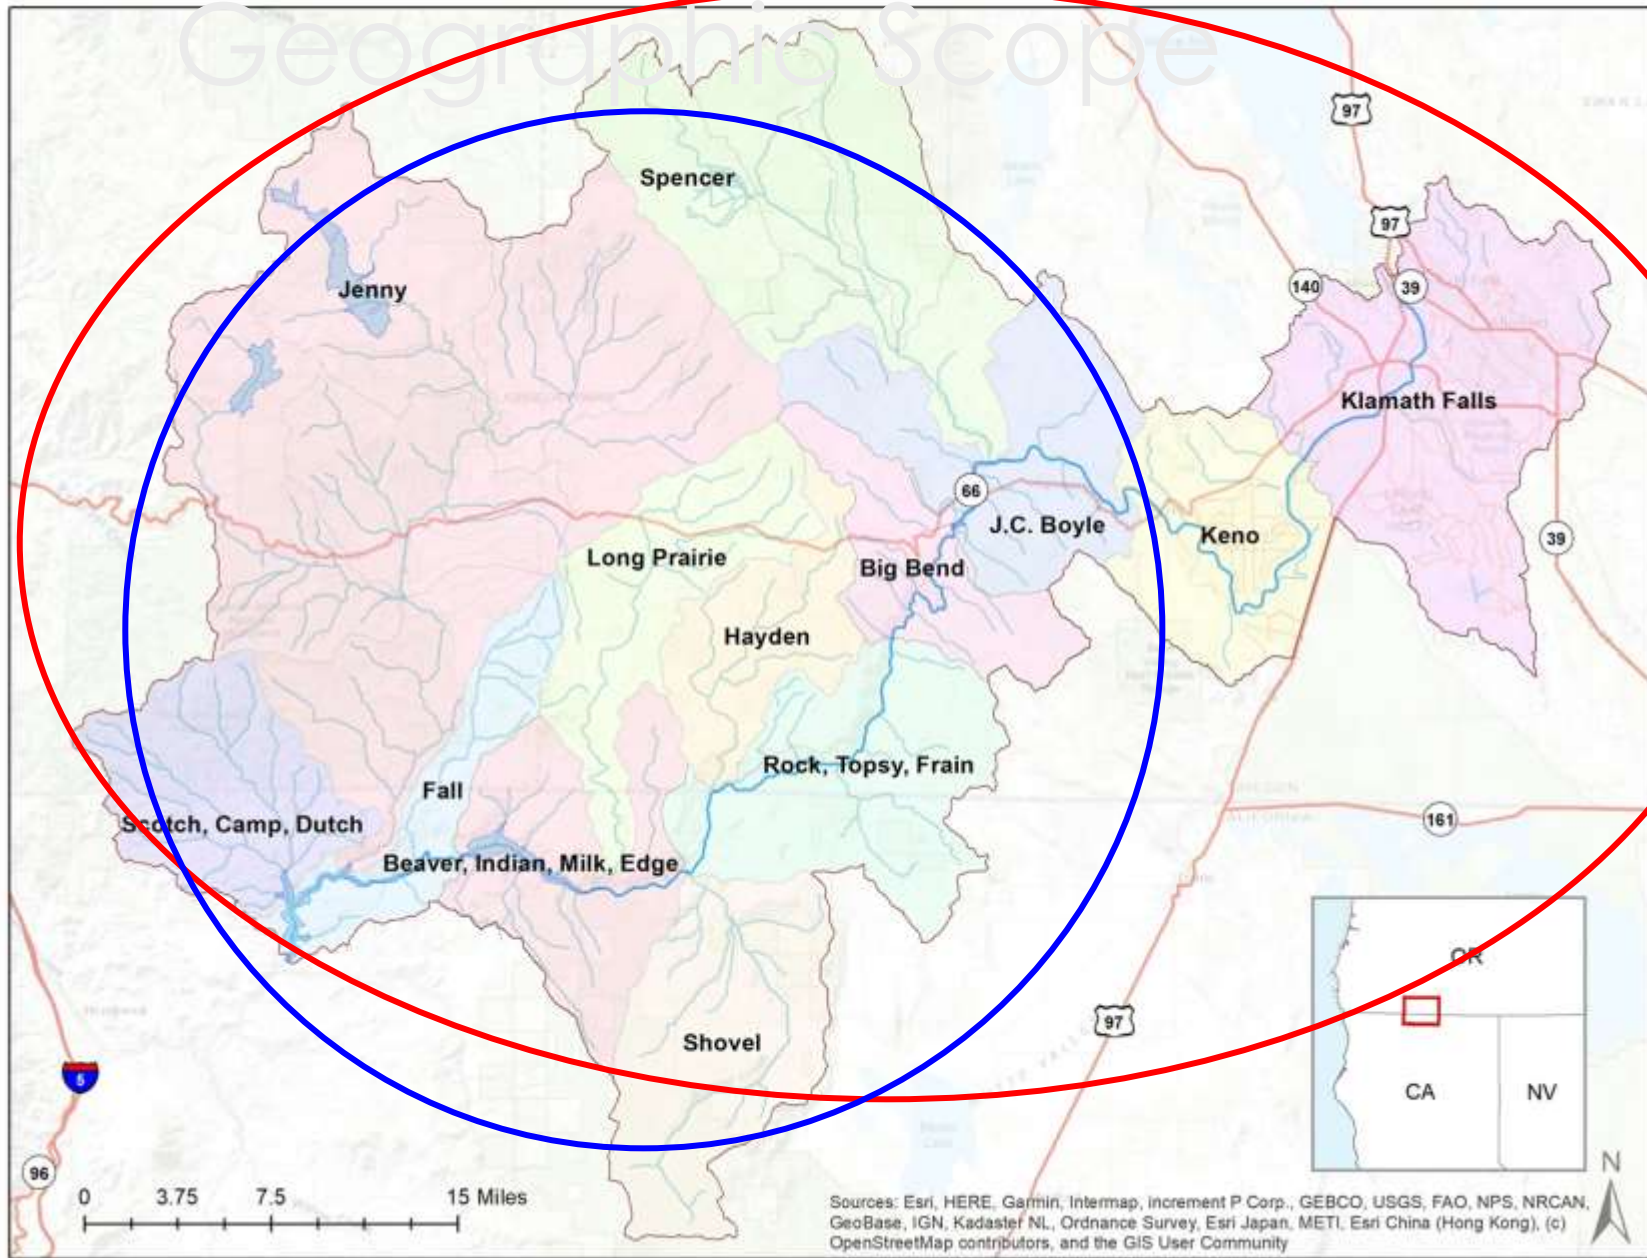 Geographic Scope
97
Spencer
97
Jenny
140
39
Klamath Falls
66
J.C. Boyle
Keno
39
Long Prairie
Big Bend
Hayden
Rock, Topsy, Frain
Fall
Scotch, Camp, Dutch
161
Beaver, Indian, Milk, Edge
OR
97
Shovel
5
CA
NV
96
N
0 3.75 7.5 15 Miles
Sources: Esri, HERE, Garmin, Intermap, increment P Corp., GEBCO, USGS, FAO, NPS, NRCAN,
GeoBase, IGN, Kadaster NL, Ordnance Survey, Esri Japan, METI, Esri China (Hong Kong), (c)
OpenStreetMap contributors, and the GIS User Community